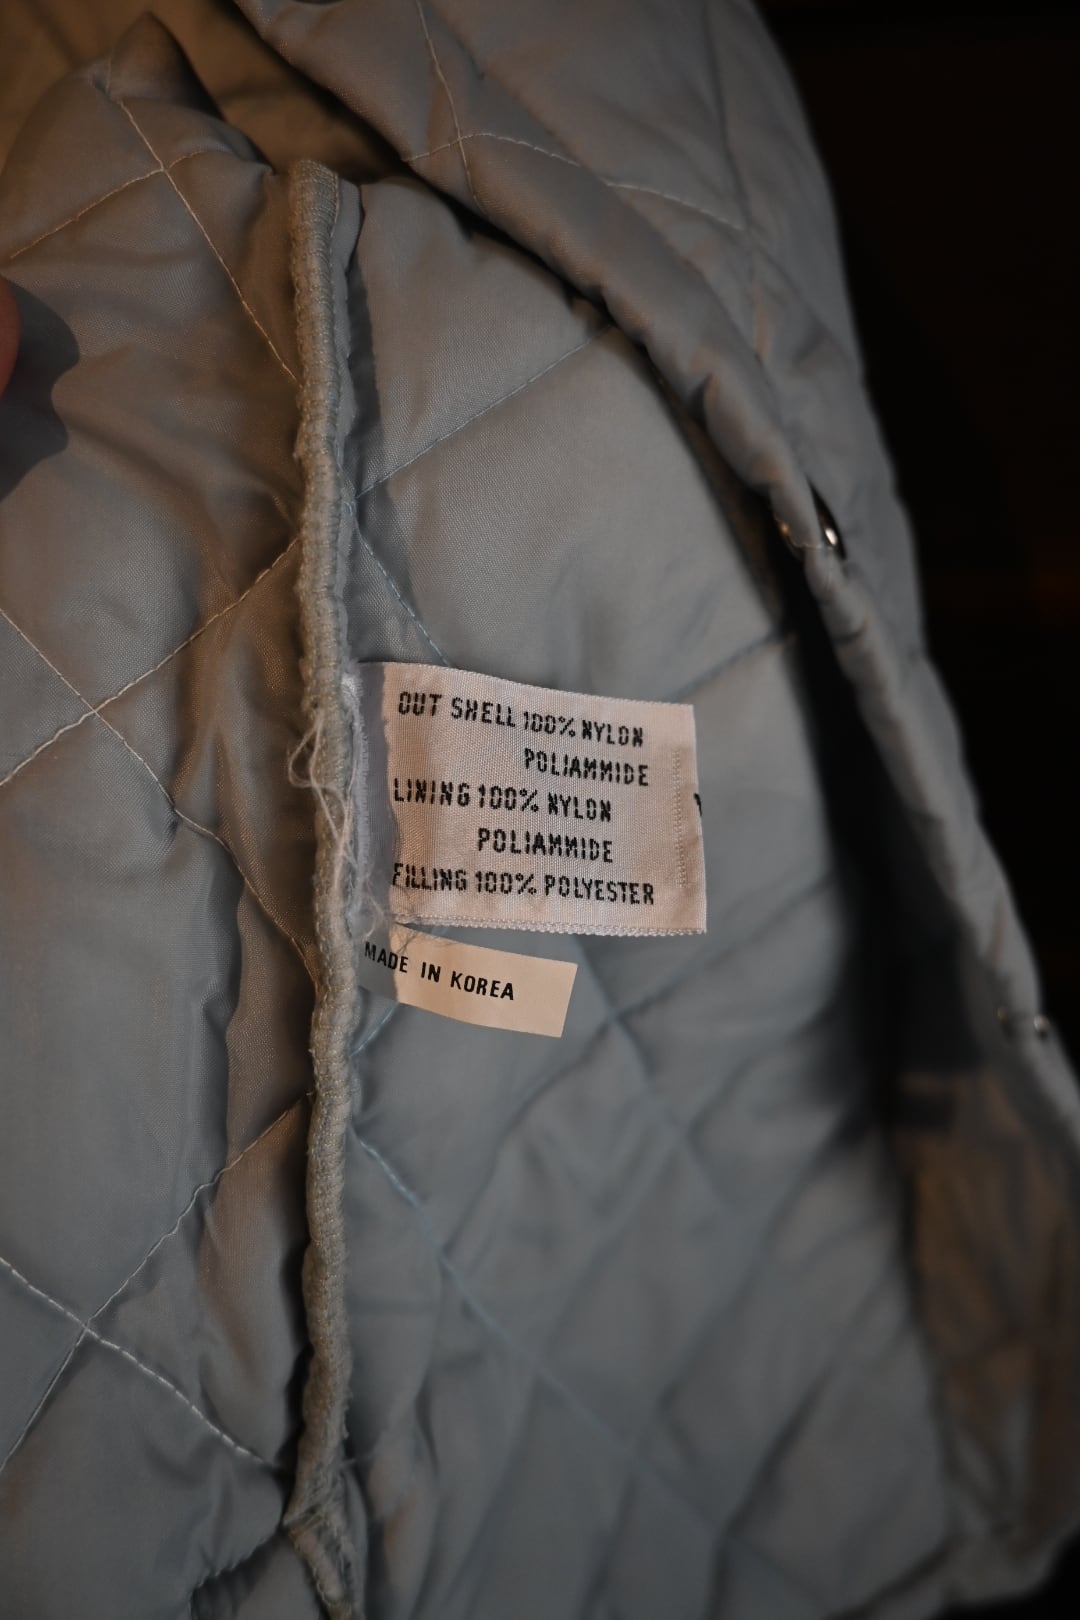 OUT SHELL 100% NYLON
POLIAMMIDE
LINING 100% NYLON
POLIAMMIDE
FILLING 100% POLYESTER
MADE IN KOREA